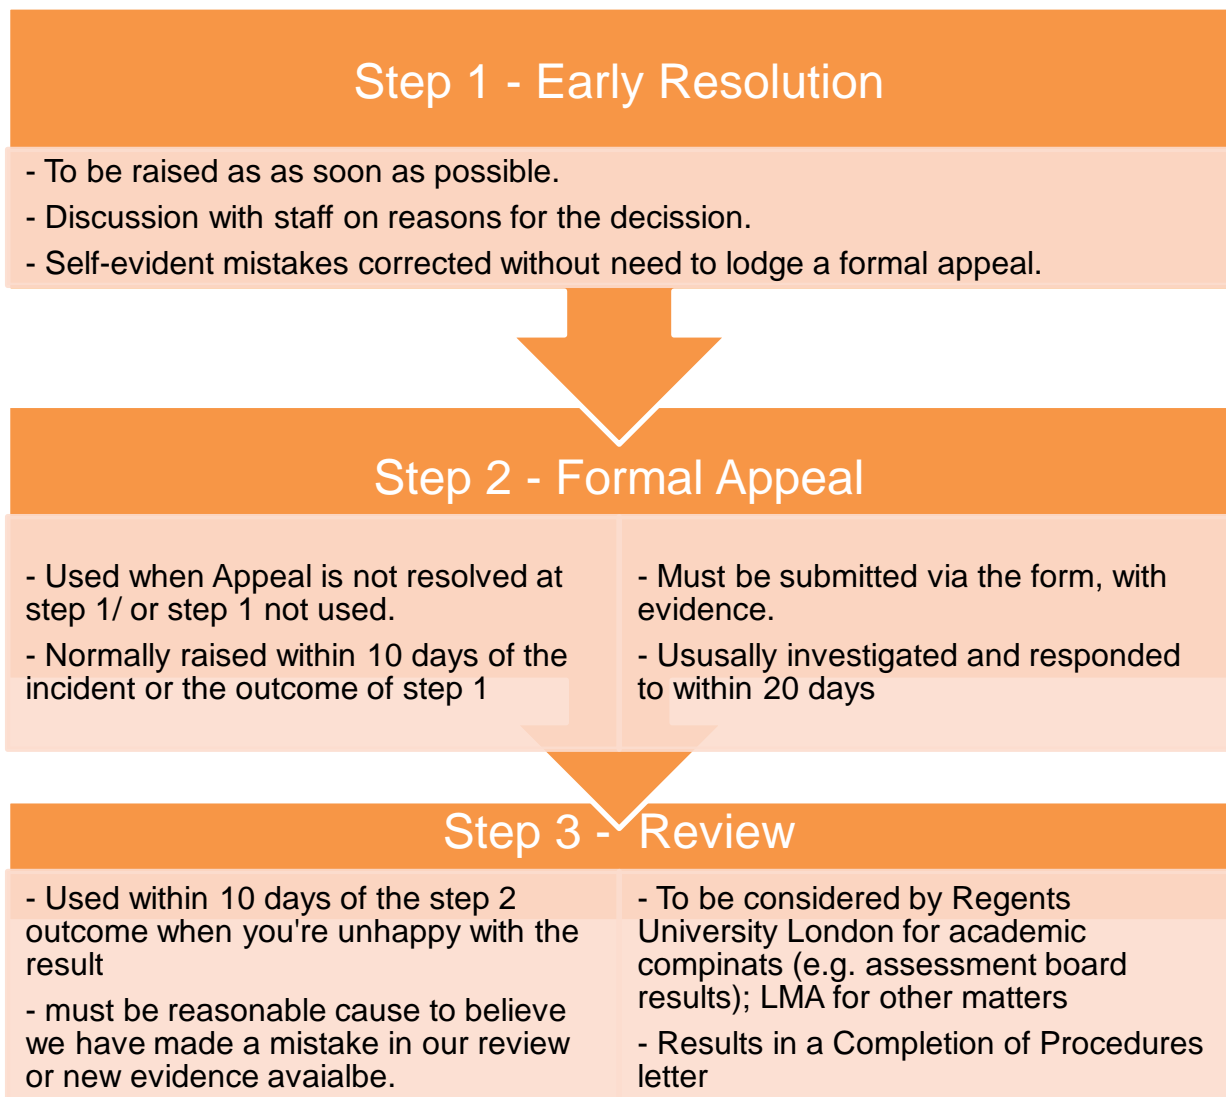 Step 1 - Early Resolution
- To be raised as as soon as possible.
- Discussion with staff on reasons for the decission.
- Self-evident mistakes corrected without need to lodge a formal appeal.
Step 2 - Formal Appeal
- Used when Appeal is not resolved at
step 1/ or step 1 not used.
- Normally raised within 10 days of the
incident or the outcome of step 1
- Must be submitted via the form, with
evidence.
- Ususally investigated and responded
to within 20 days
Step 3 - Review
- Used within 10 days of the step 2
outcome when you're unhappy with the
result
- must be reasonable cause to believe
we have made a mistake in our review
or new evidence avaialbe.
- To be considered by Regents
University London for academic
compinats (e.g. assessment board
results); LMA for other matters
- Results in a Completion of Procedures
letter